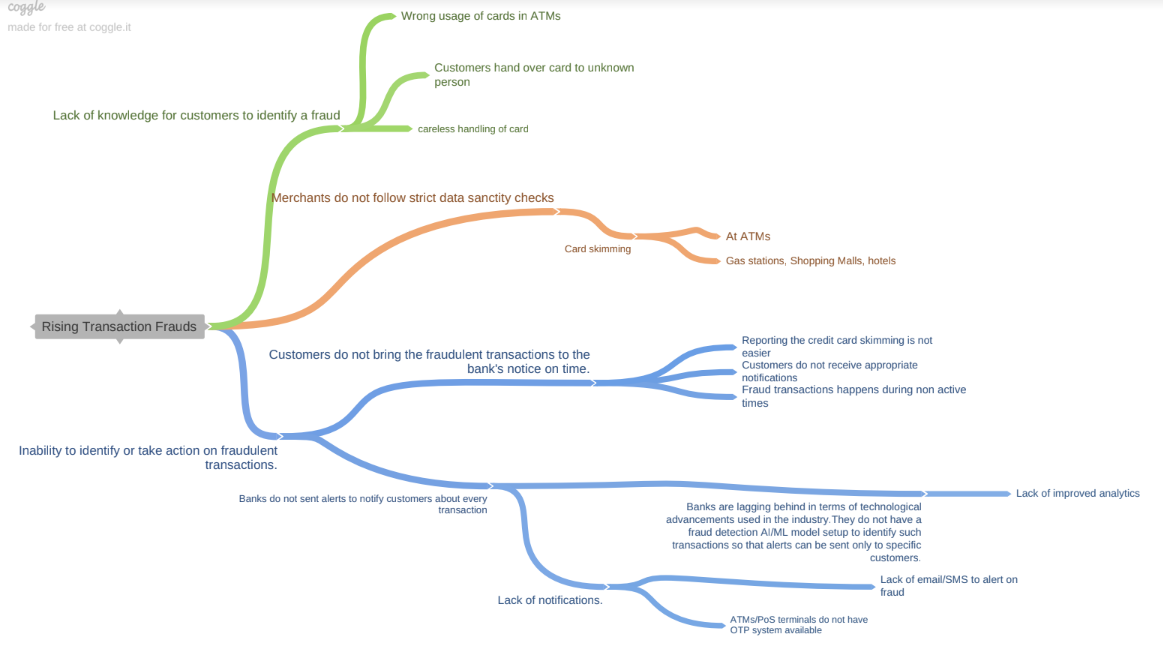 coggle
made for free at coggle.it
Wrong usage of cards in ATMs
Customers hand over card to unknown
person
Lack of knowledge for customers to identify a fraud
careless handling of card
Merchants do not follow strict data sanctity checks
At ATMs
Card skimming
Gas stations, Shopping Malls, hotels
Rising Transaction Frauds
Customers do not bring the fraudulent transactions to the
bank's notice on time.
Reporting the credit card skimming is not
easier
Customers do not receive appropriate
notifications
Fraud transactions happens during non active
times
Inability to identify or take action on fraudulent
transactions.
Banks do not sent alerts to notify customers about every
transaction
Lack of improved analytics
Banks are lagging behind in terms of technological
advancements used in the industry.They do not have a
fraud detection AI/ML model setup to identify such
transactions so that alerts can be sent only to specific
customers.
Lack of notifications.
Lack of email/SMS to alert on
fraud
ATMs/PoS terminals do not have
OTP system available